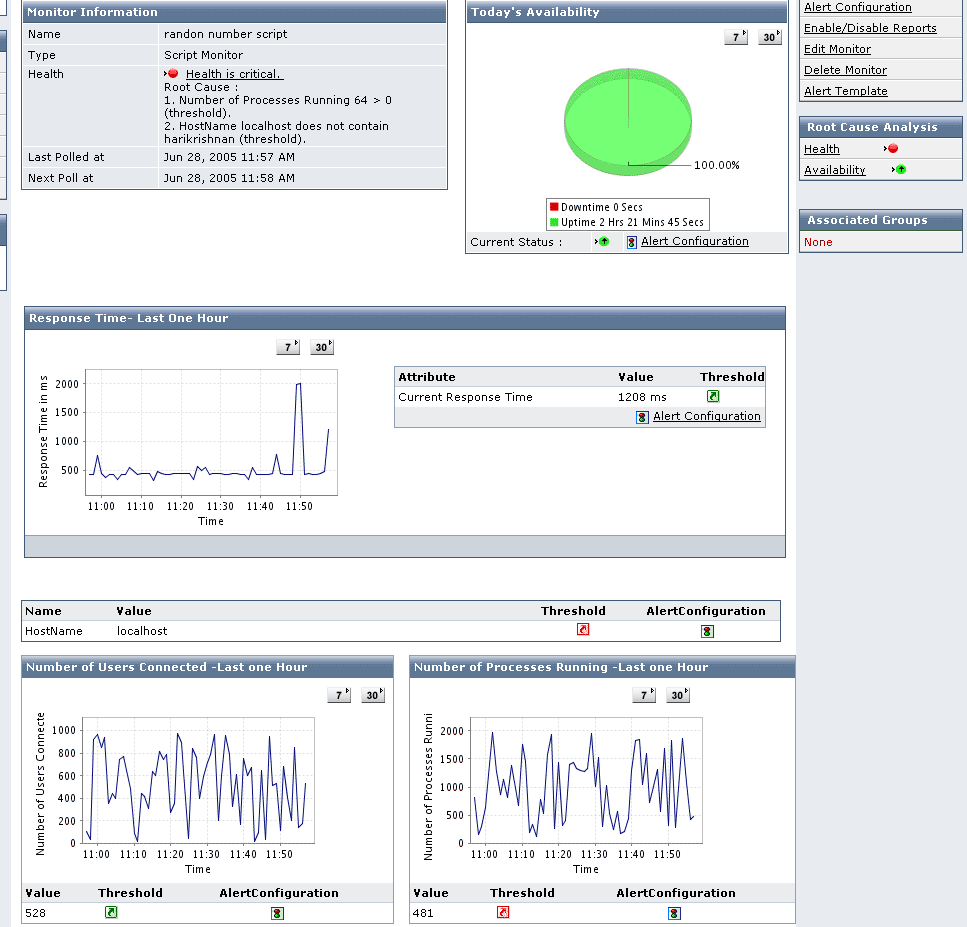 Monitor Information
Name randon number script
Type Script Monitor
Health Health is critical.
Root Cause :
1. Number of Processes Running 64 > 0
(threshold).
2. HostName localhost does not contain
harikrishnan (threshold).
Last Polled at Jun 28, 2005 11:57 AM
Next Poll at Jun 28, 2005 11:58 AM
Today's Availability
7 30
100.00%
Downtime 0 Secs
Uptime 2 Hrs 21 Mins 45 Secs
Current Status : Alert Configuration
Alert Configuration
Enable/Disable Reports
Edit Monitor
Delete Monitor
Alert Template
Root Cause Analysis
Health
Availability
Associated Groups
None
Response Time- Last One Hour
7 30
Response Time in ms
2000
1500
1000
500
11:00 11:10 11:20 11:30 11:40 11:50
Time
Attribute Value Threshold
Current Response Time 1208 ms
Alert Configuration
Name Value Threshold AlertConfiguration
HostName localhost
Number of Users Connected -Last one Hour
7 30
Number of Users Connecte
1000
800
600
400
200
0
11:00 11:10 11:20 11:30 11:40 11:50
Time
Value Threshold AlertConfiguration
528
Number of Processes Running -Last one Hour
7 30
Number of Processes Runni
2000
1500
1000
500
0
11:00 11:10 11:20 11:30 11:40 11:50
Time
Value Threshold AlertConfiguration
481